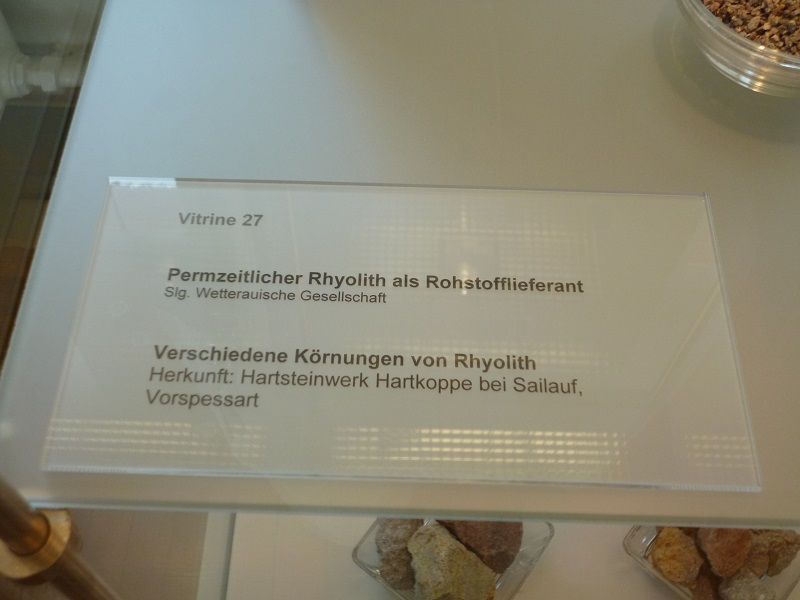 Vitrine 27
Permzeitlicher Rhyolith als Rohstofflieferant
Slg. Wetterauische Gesellschaft
Verschiedene Körnungen von Rhyolith
Herkunft: Hartsteinwerk Hartkoppe bei Sailauf,
Vorspessart